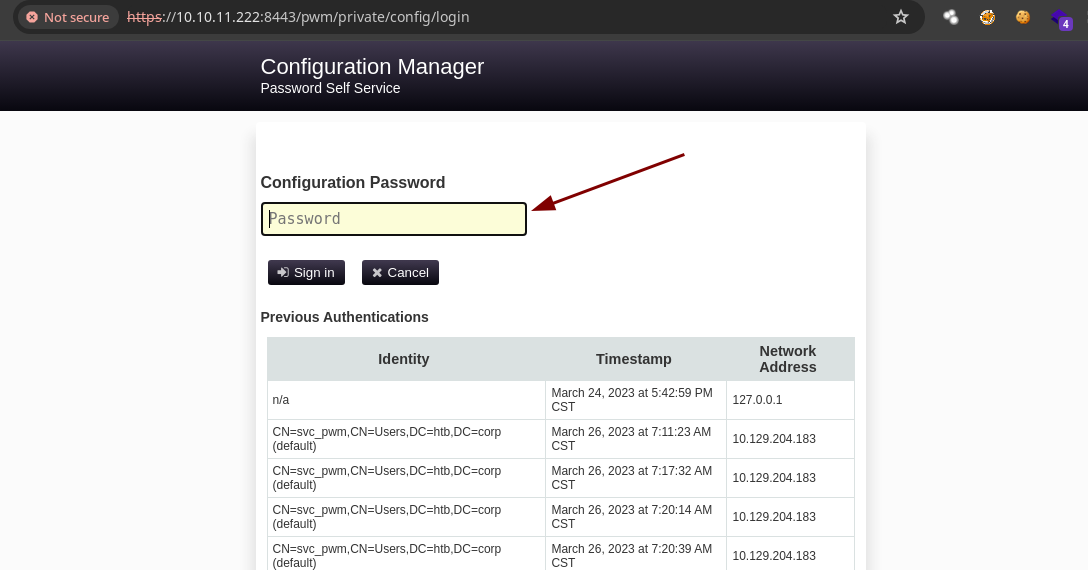 Not secure https://10.10.11.222:8443/pwm/private/config/login
4
Configuration Manager
Password Self Service
Configuration Password
Password
Sign in Cancel
Previous Authentications
Identity Timestamp Network Address
n/a March 24, 2023 at 5:42:59 PM CST 127.0.0.1
CN=svc_pwm,CN=Users,DC=htb,DC=corp (default) March 26, 2023 at 7:11:23 AM CST 10.129.204.183
CN=svc_pwm,CN=Users,DC=htb,DC=corp (default) March 26, 2023 at 7:17:32 AM CST 10.129.204.183
CN=svc_pwm,CN=Users,DC=htb,DC=corp (default) March 26, 2023 at 7:20:14 AM CST 10.129.204.183
CN=svc_pwm,CN=Users,DC=htb,DC=corp (default) March 26, 2023 at 7:20:39 AM CST 10.129.204.183